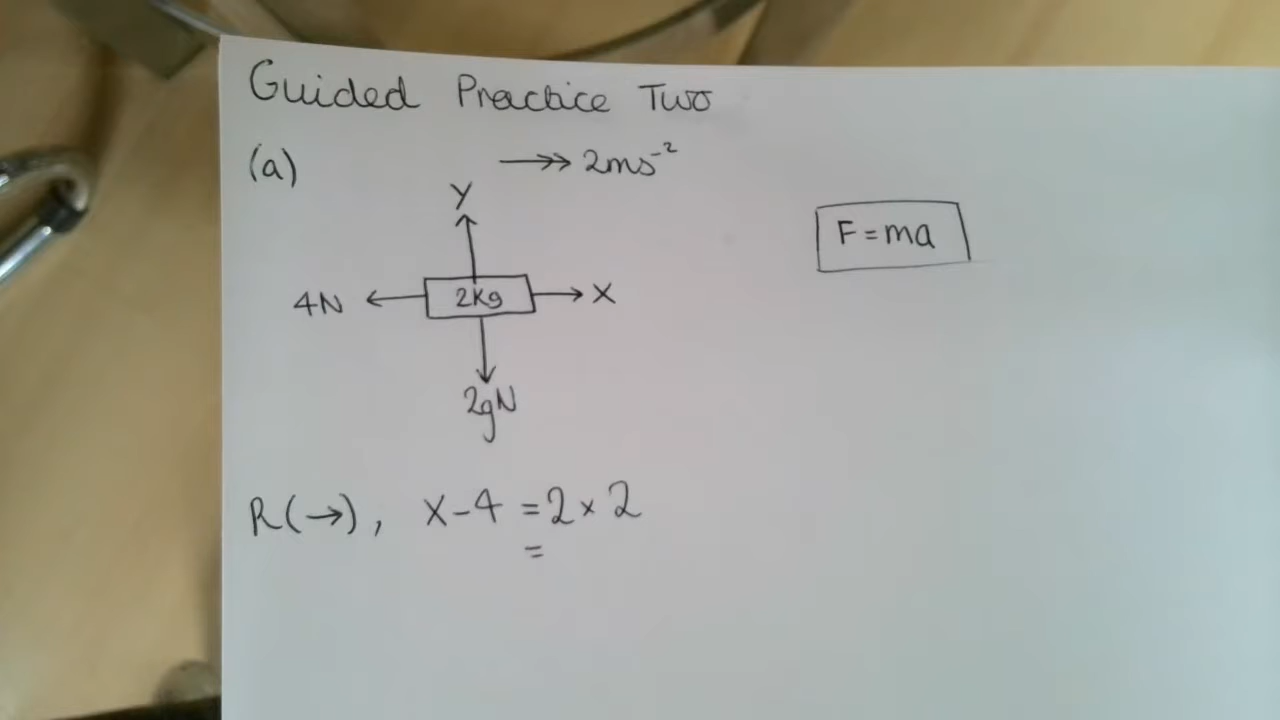 Guided Practice Two
(a) →>> 2ms⁻²
Y
F = ma
4N 2Kg X
2gN
R(→), X-4 = 2 × 2
=